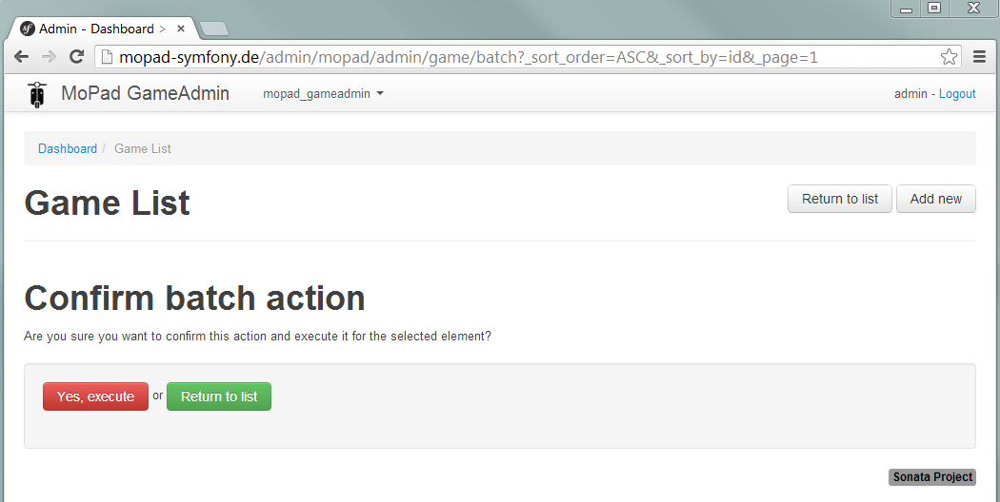 Admin - Dashboard >
mopad-symfony.de/admin/mopad/admin/game/batch?_sort_order=ASC&_sort_by=id&_page=1
MoPad GameAdmin mopad_gameadmin admin - Logout
Dashboard / Game List
Game List Return to list Add new
Confirm batch action
Are you sure you want to confirm this action and execute it for the selected element?
Yes, execute or Return to list
Sonata Project